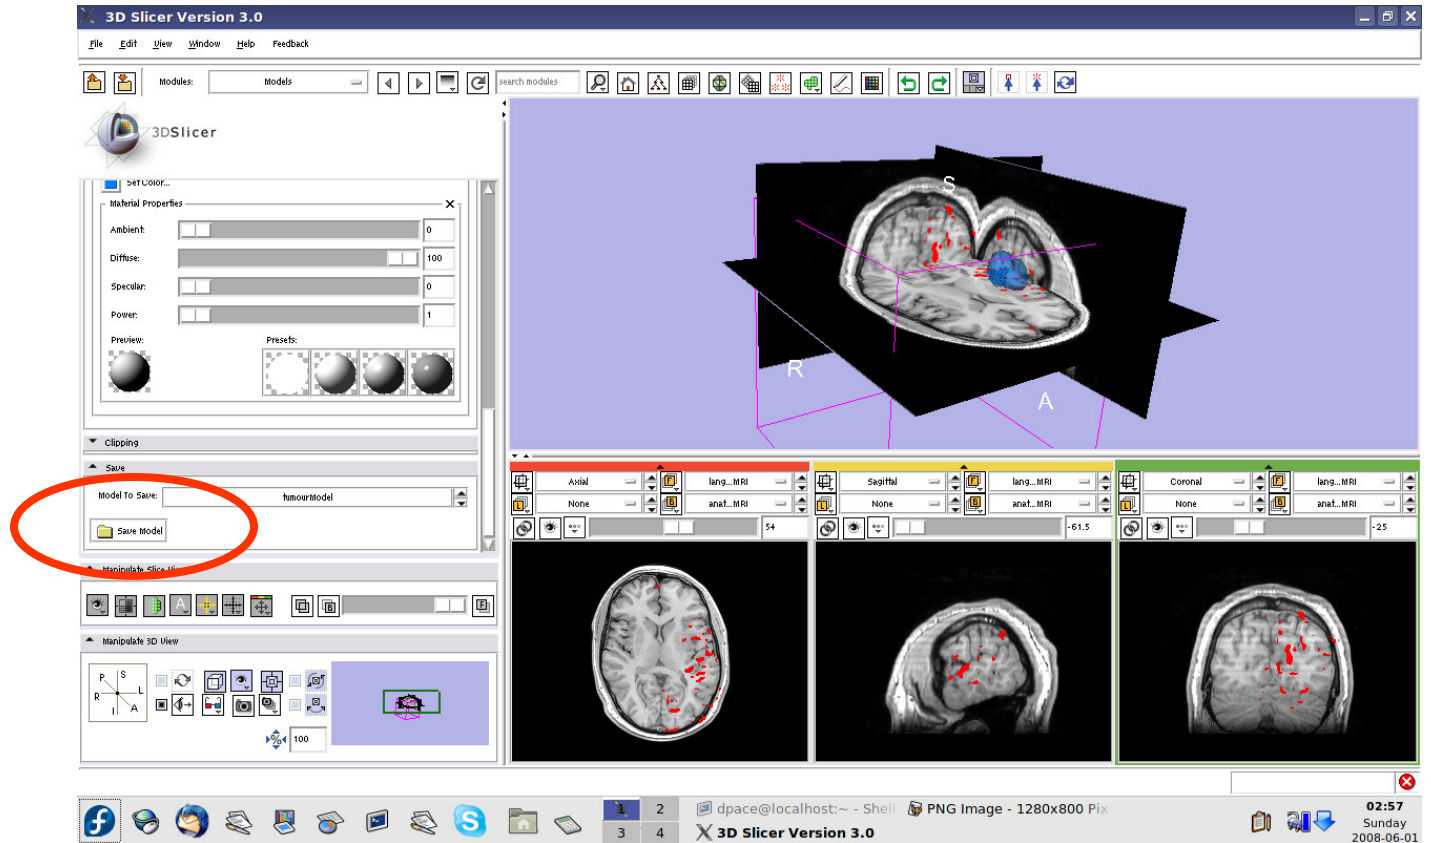 3D Slicer Version 3.0
File Edit View Window Help Feedback
Modules: Models search modules
3DSlicer
Set Color...
Material Properties
Ambient: 0
Diffuse: 100
Specular: 0
Power: 1
Preview: Presets:
Clipping
Save
Model To Save: tumourModel
Save Model
Manipulate Slice Vi
Manipulate 3D View
P S
R L
I A
100
S
R
A
Axial lang...MRI
None anat...MRI
54
Sagittal lang...MRI
None anat...MRI
-61.5
Coronal lang...MRI
None anat...MRI
-25
1 2
3 4
dpace@localhost:~ - Shell
PNG Image - 1280x800 Pix
3D Slicer Version 3.0
02:57
Sunday
2008-06-01